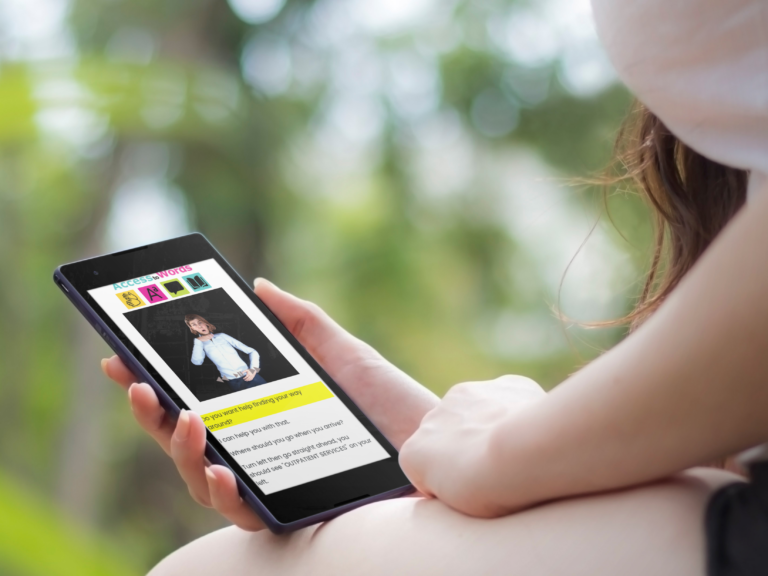 Access to Words
A
Do you want help finding your way
around?
can help you with that.
Where should you go when you arrive?
Turn left then go straight ahead, you
should see "OUTPATIENT SERVICES" on your
left.